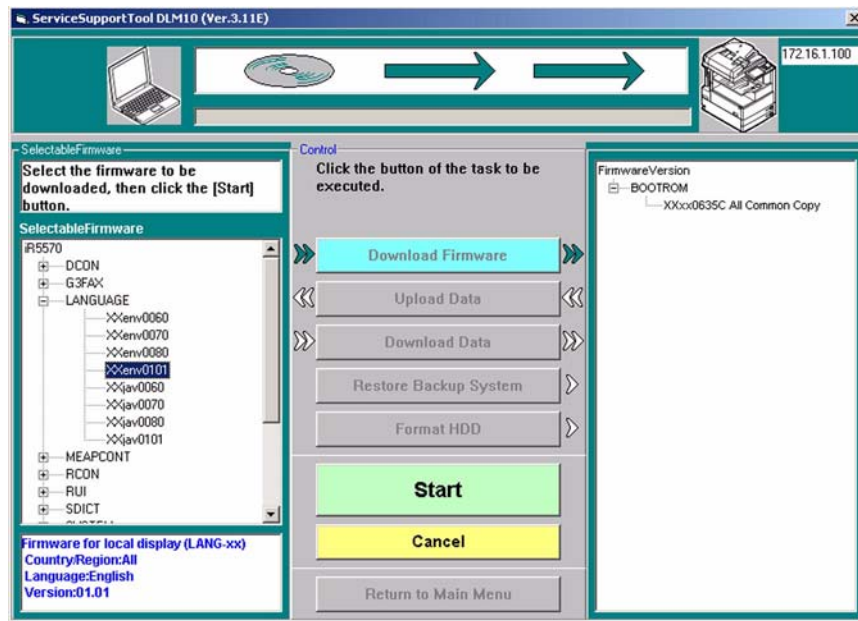 ServiceSupportTool DLM10 (Ver.3.11E)
172.16.1.100
SelectableFirmware
Select the firmware to be
downloaded, then click the [Start]
button.
SelectableFirmware
iR5570
DCON
G3FAX
LANGUAGE
XXenv0060
XXenv0070
XXenv0080
XXenv0101
XXjav0060
XXjav0070
XXjav0080
XXjav0101
MEAPCONT
RCON
RUI
SDICT
Firmware for local display (LANG-xx)
Country/Region:All
Language:English
Version:01.01
Control
Click the button of the task to be
executed.
Download Firmware
Upload Data
Download Data
Restore Backup System
Format HDD
Start
Cancel
Return to Main Menu
FirmwareVersion
BOOTROM
XXxx0635C All Common Copy